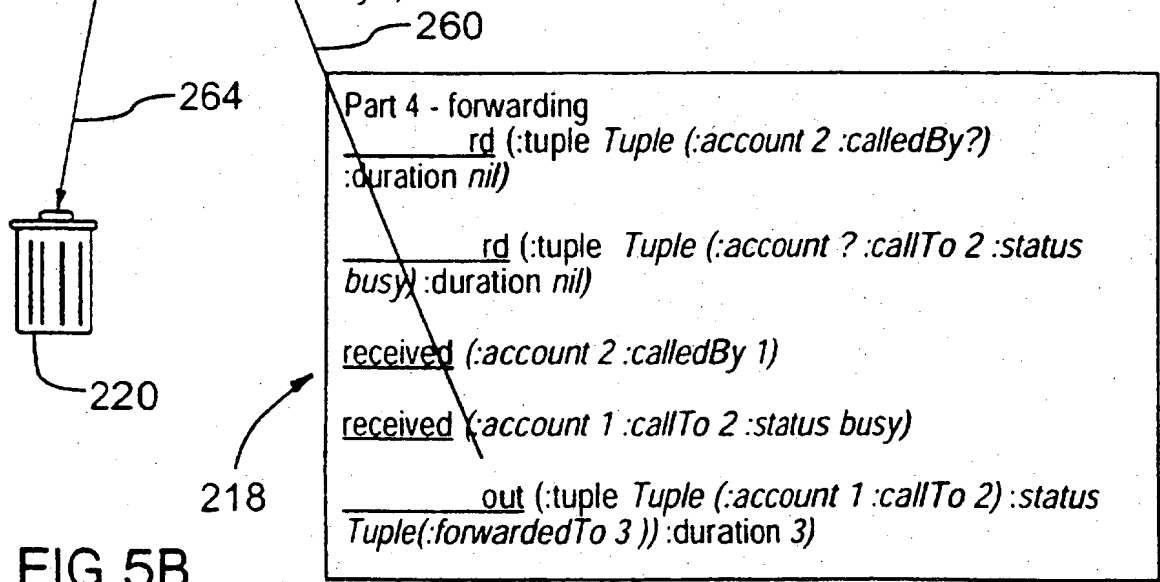 260
264
Part 4 - forwarding
rd (:tuple Tuple (:account 2 :calledBy?)
:duration nil)
rd (:tuple Tuple (:account ? :callTo 2 :status
busy) :duration nil)
received (:account 2 :calledBy 1)
220
received (:account 1 :callTo 2 :status busy)
218
out (:tuple Tuple (:account 1 :callTo 2) :status
Tuple(:forwardedTo 3 )) :duration 3)
FIG 5B